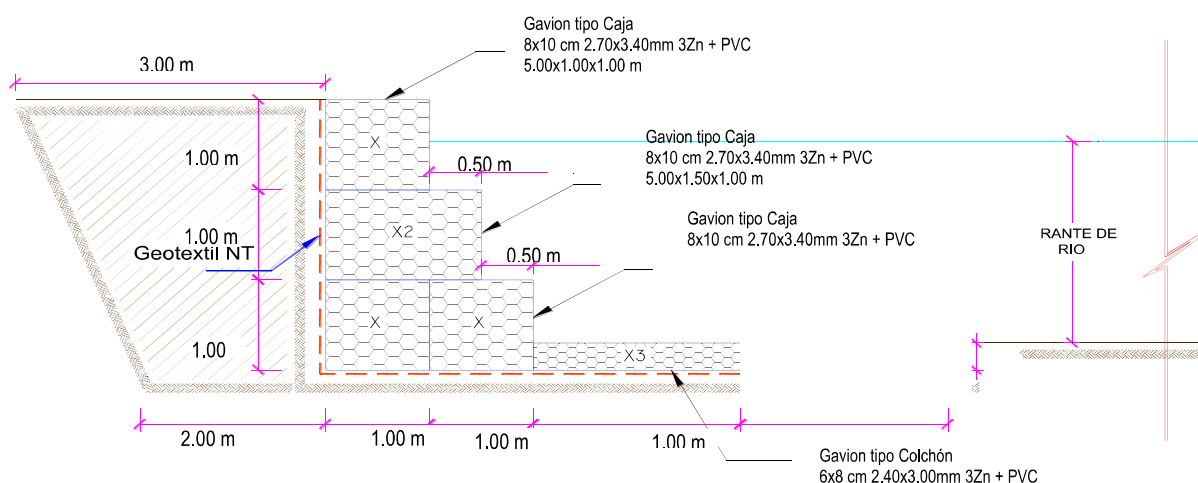 Gavion tipo Caja
8x10 cm 2.70x3.40mm 3Zn + PVC
5.00x1.00x1.00 m
3.00 m
X
1.00 m
0.50 m
Gavion tipo Caja
8x10 cm 2.70x3.40mm 3Zn + PVC
5.00x1.50x1.00 m
X2
1.00 m
Geotextil NT
0.50 m
Gavion tipo Caja
8x10 cm 2.70x3.40mm 3Zn + PVC
RANTE DE
RIO
X
X
1.00
X3
2.00 m
1.00 m
1.00 m
1.00 m
Gavion tipo Colchón
6x8 cm 2.40x3.00mm 3Zn + PVC